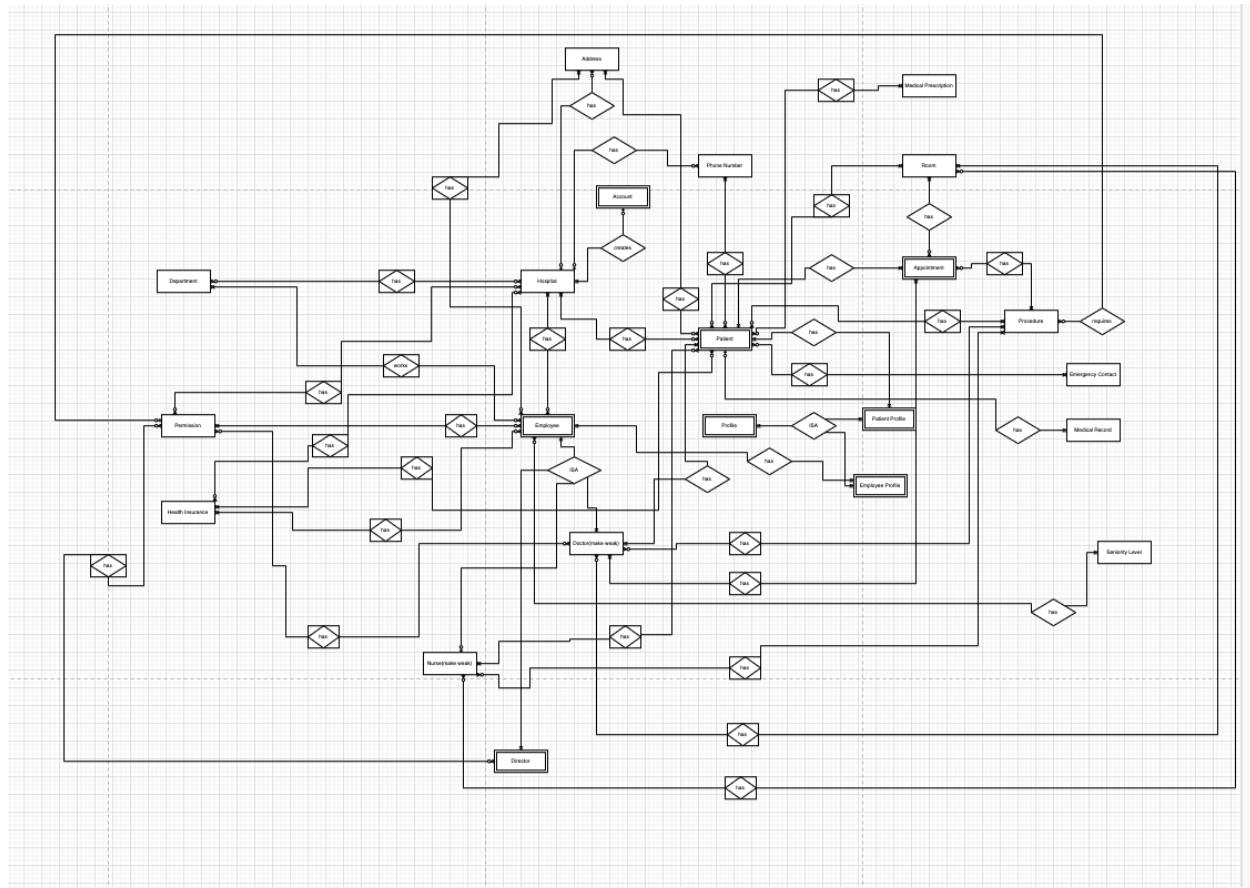 Address
has
Medical Prescription
has
has
Phone Number
Room
has
Account
has
has
creates
has
has
Appointment
has
Department
has
Hospital
has
Procedure
has
requires
has
has
has
Patient
has
works
has
has
Emergency Contact
Permission
has
Employee
Profile
ISA
Patient Profile
has
Medical Record
has
has
has
ISA
has
Employee Profile
Health Insurance
has
Doctor(make weak)
has
Seniority Level
has
has
has
has
has
Nurse(make weak)
has
has
Director
has